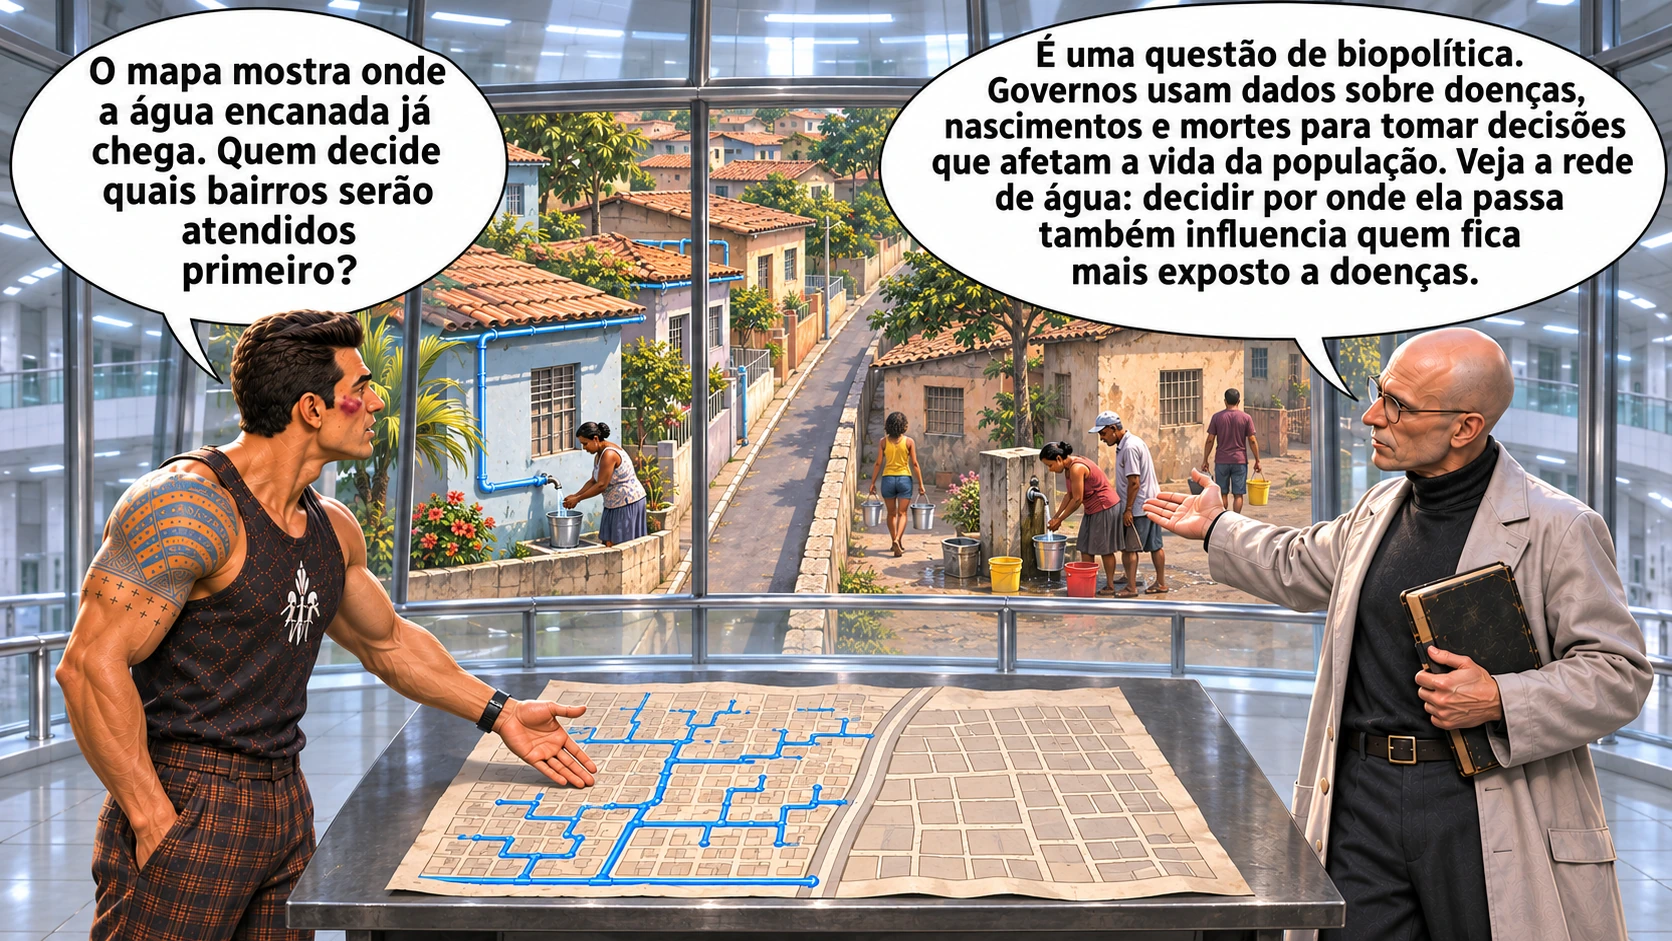 O mapa mostra onde
a água encanada já
chega. Quem decide
quais bairros serão
atendidos
primeiro?
É uma questão de biopolítica.
Governos usam dados sobre doenças,
nascimentos e mortes para tomar decisões
que afetam a vida da população. Veja a rede
de água: decidir por onde ela passa
também influencia quem fica
mais exposto a doenças.